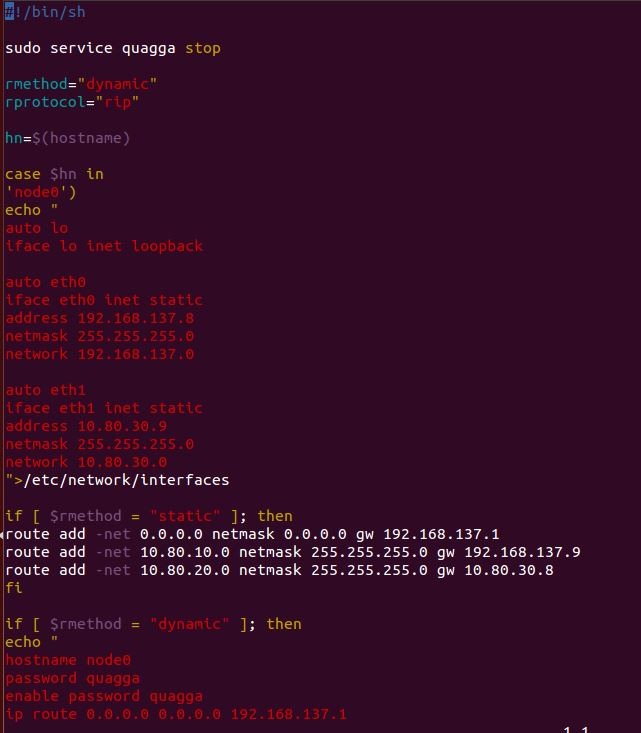 #!/bin/sh
sudo service quagga stop
rmethod="dynamic"
rprotocol="rip"
hn=$(hostname)
case $hn in
'node0')
echo "
auto lo
iface lo inet loopback
auto eth0
iface eth0 inet static
address 192.168.137.8
netmask 255.255.255.0
network 192.168.137.0
auto eth1
iface eth1 inet static
address 10.80.30.9
netmask 255.255.255.0
network 10.80.30.0
">/etc/network/interfaces
if [ $rmethod = "static" ]; then
route add -net 0.0.0.0 netmask 0.0.0.0 gw 192.168.137.1
route add -net 10.80.10.0 netmask 255.255.255.0 gw 192.168.137.9
route add -net 10.80.20.0 netmask 255.255.255.0 gw 10.80.30.8
fi
if [ $rmethod = "dynamic" ]; then
echo "
hostname node0
password quagga
enable password quagga
ip route 0.0.0.0 0.0.0.0 192.168.137.1